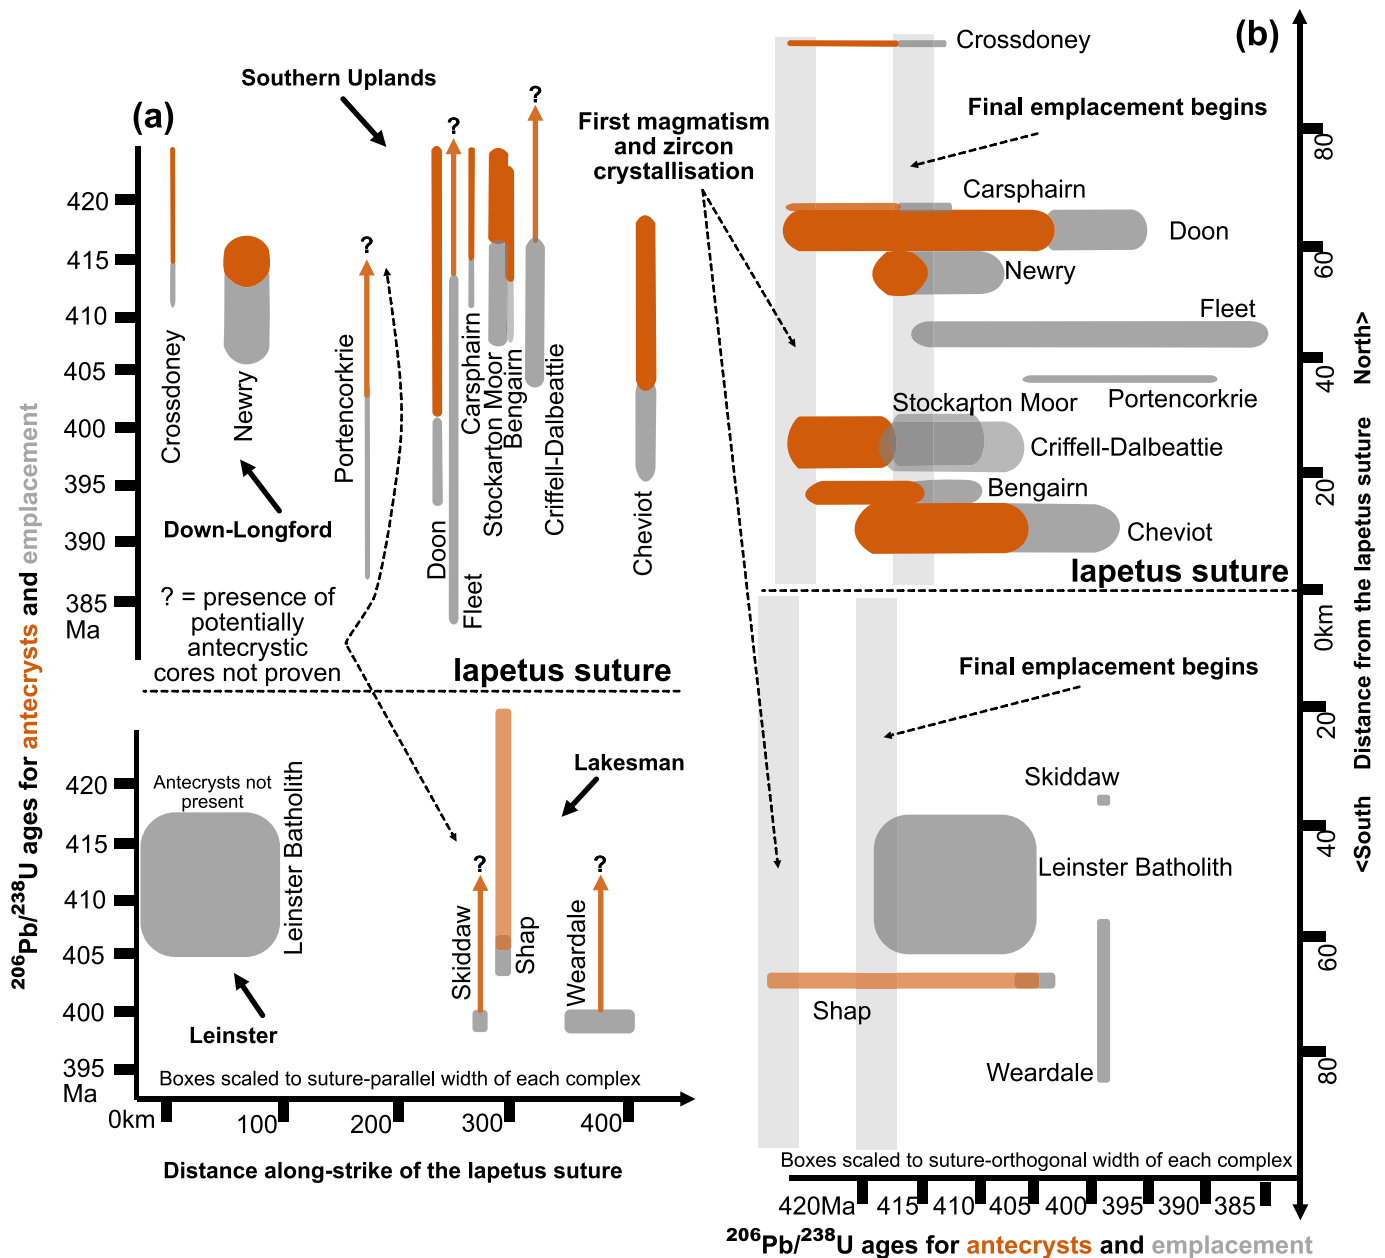 (a)
Southern Uplands
?
?
?
?
420
415
410
405
400
395
390
385
Ma
Crossdoney
Newry
Portencorkrie
Doon
Fleet
Carsphairn
Stockarton Moor
Bengairn
Criffell-Dalbeattie
Cheviot
Down-Longford
? = presence of
potentially
antecrystic
cores not proven
Iapetus suture
206Pb/238U ages for antecrysts and emplacement
420
415
410
405
400
395
Ma
Antecrysts not
present
Leinster Batholith
Leinster
Lakesman
?
?
Skiddaw
Shap
Weardale
Boxes scaled to suture-parallel width of each complex
0km
100
200
300
400
Distance along-strike of the Iapetus suture
(b)
Crossdoney
First magmatism
and zircon
crystallisation
Final emplacement begins
Carsphairn
Doon
Newry
Fleet
Portencorkrie
Stockarton Moor
Criffell-Dalbeattie
Bengairn
Cheviot
Iapetus suture
Final emplacement begins
Skiddaw
Leinster Batholith
Shap
Weardale
80
60
40
20
0km
20
40
60
80
<South Distance from the Iapetus suture North>
Boxes scaled to suture-orthogonal width of each complex
420Ma
415
410
405
400
395
390
385
206Pb/238U ages for antecrysts and emplacement